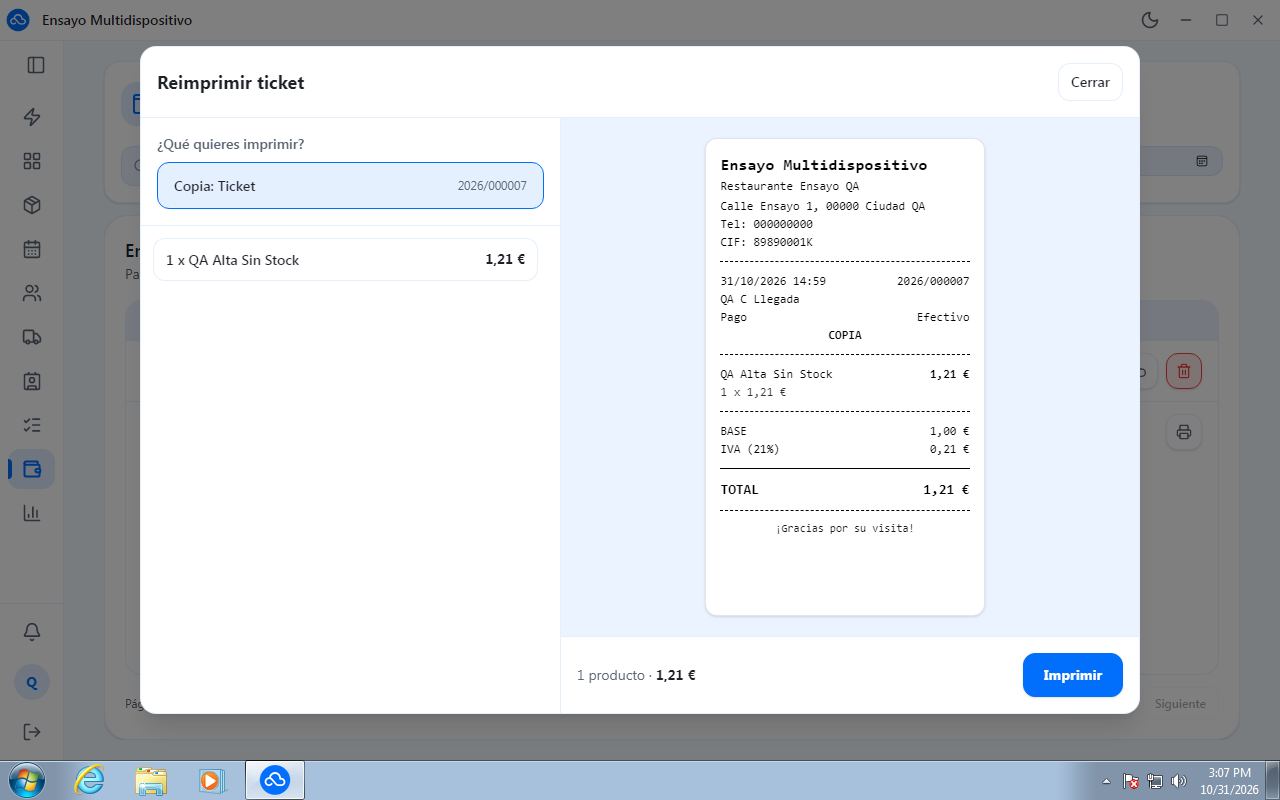 Ensayo Multidispositivo
Reimprimir ticket
Cerrar
¿Qué quieres imprimir?
Copia: Ticket 2026/000007
1 x QA Alta Sin Stock 1,21 €
Ensayo Multidispositivo
Restaurante Ensayo QA
Calle Ensayo 1, 00000 Ciudad QA
Tel: 000000000
CIF: 89890001K
31/10/2026 14:59 2026/000007
QA C Llegada
Pago Efectivo
COPIA
QA Alta Sin Stock 1,21 €
1 x 1,21 €
BASE 1,00 €
IVA (21%) 0,21 €
TOTAL 1,21 €
¡Gracias por su visita!
1 producto · 1,21 €
Imprimir
Q
Siguiente
3:07 PM
10/31/2026